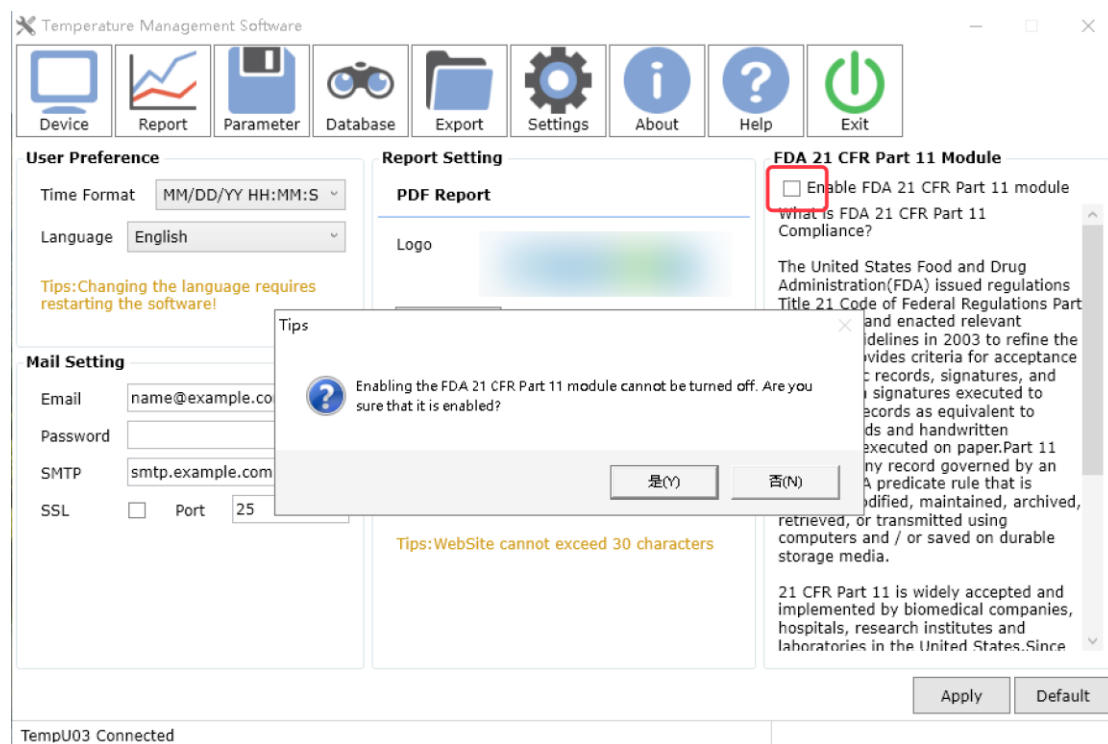 Temperature Management Software
Device
Report
Parameter
Database
Export
Settings
About
Help
Exit
User Preference
Time Format
MM/DD/YY HH:MM:S
Language
English
Tips:Changing the language requires
restarting the software!
Mail Setting
Email
name@example.co
Password
SMTP
smtp.example.com
SSL
Port
25
Report Setting
PDF Report
Logo
Tips:WebSite cannot exceed 30 characters
Tips
Enabling the FDA 21 CFR Part 11 module cannot be turned off. Are you
sure that it is enabled?
是(Y)
否(N)
FDA 21 CFR Part 11 Module
Enable FDA 21 CFR Part 11 module
What is FDA 21 CFR Part 11
Compliance?
The United States Food and Drug
Administration(FDA) issued regulations
Title 21 Code of Federal Regulations Part
and enacted relevant
idelines in 2003 to refine the
ovides criteria for acceptance
c records, signatures, and
signatures executed to
ecords as equivalent to
ds and handwritten
executed on paper.Part 11
ny record governed by an
A predicate rule that is
odified, maintained, archived,
retrieved, or transmitted using
computers and / or saved on durable
storage media.
21 CFR Part 11 is widely accepted and
implemented by biomedical companies,
hospitals, research institutes and
laboratories in the United States.Since
Apply
Default
TempU03 Connected